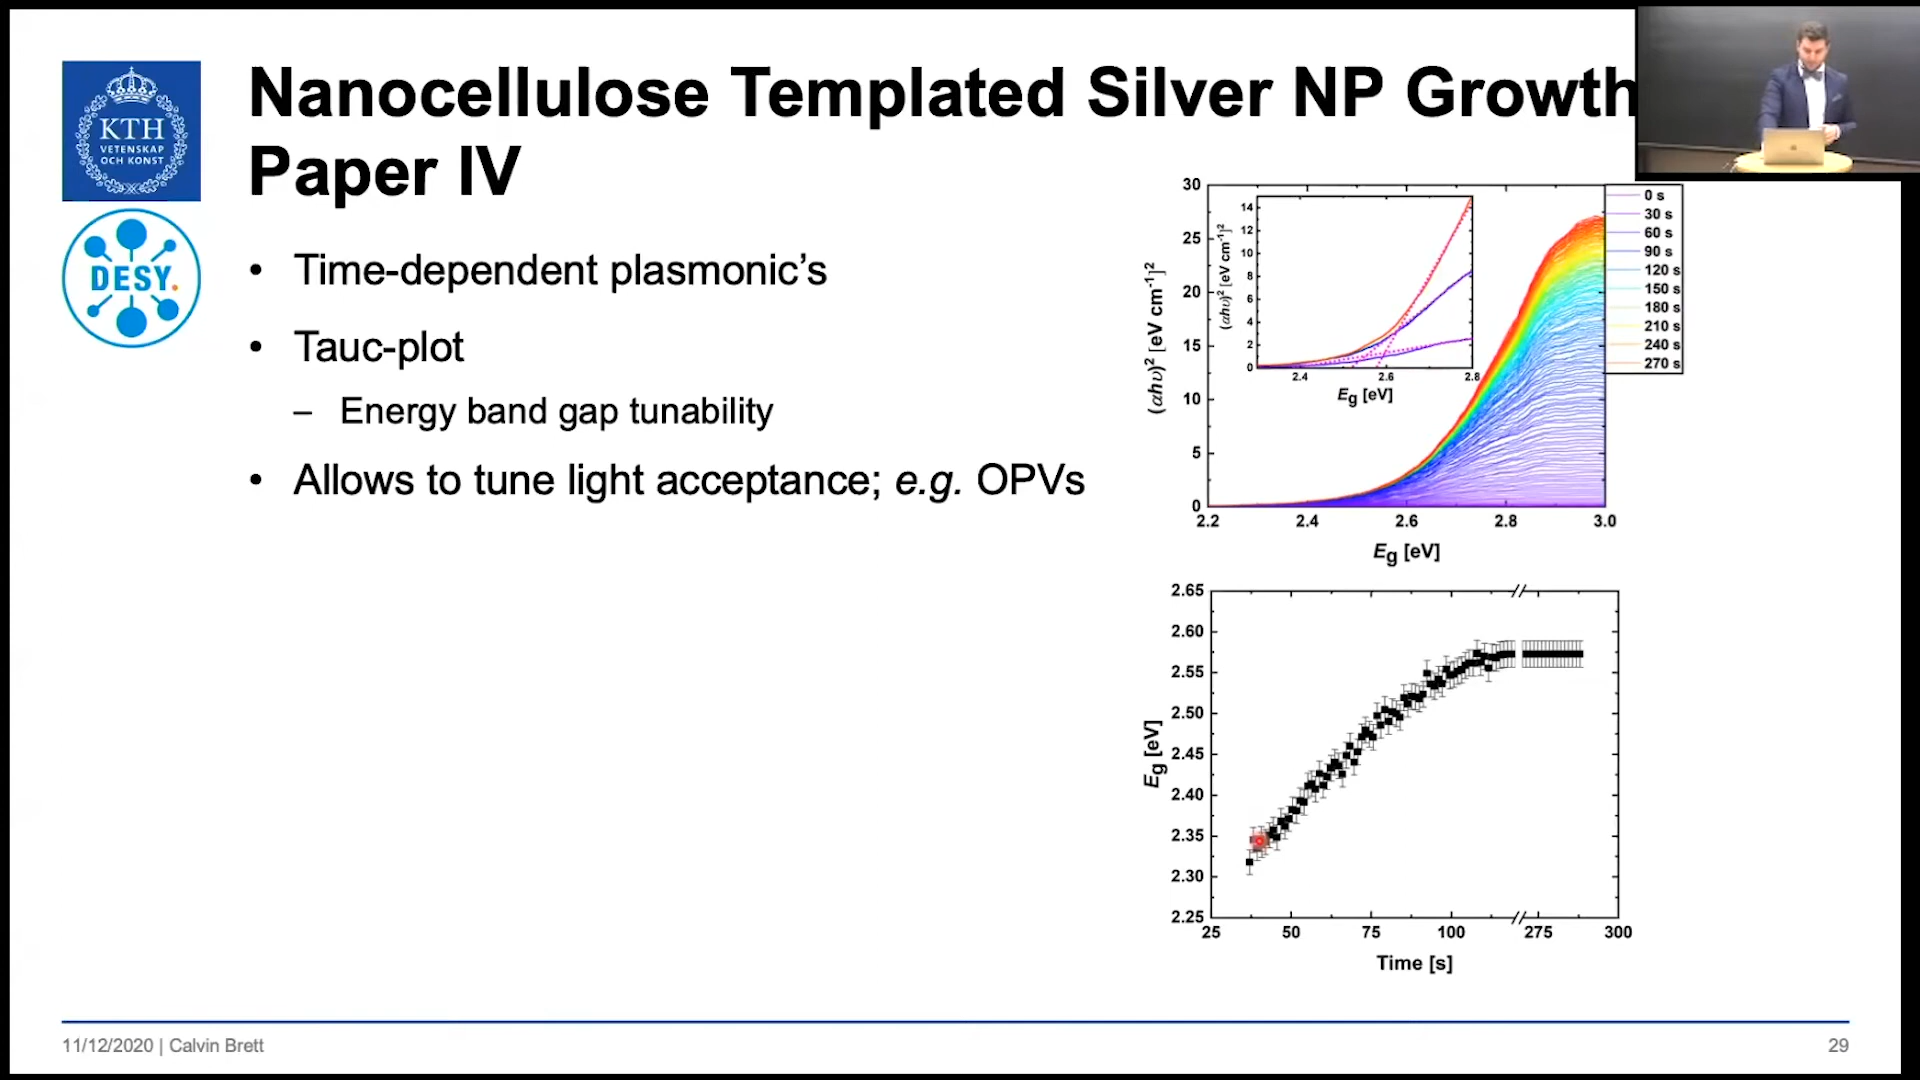 Nanocellulose Templated Silver NP Growth
Paper IV
KTH
VETENSKAP
OCH KONST
DESY.
• Time-dependent plasmonic’s
• Tauc-plot
– Energy band gap tunability
• Allows to tune light acceptance; e.g. OPVs
30
25
20
15
10
5
0
(αhυ)² [eV cm⁻¹]²
2.2 2.4 2.6 2.8 3.0
Eg [eV]
14
12
10
8
6
4
2
0
(αhυ)² [eV cm⁻¹]²
2.4 2.6 2.8
Eg [eV]
0 s
30 s
60 s
90 s
120 s
150 s
180 s
210 s
240 s
270 s
2.65
2.60
2.55
2.50
2.45
2.40
2.35
2.30
2.25
Eg [eV]
25 50 75 100 275 300
Time [s]
11/12/2020 | Calvin Brett
29